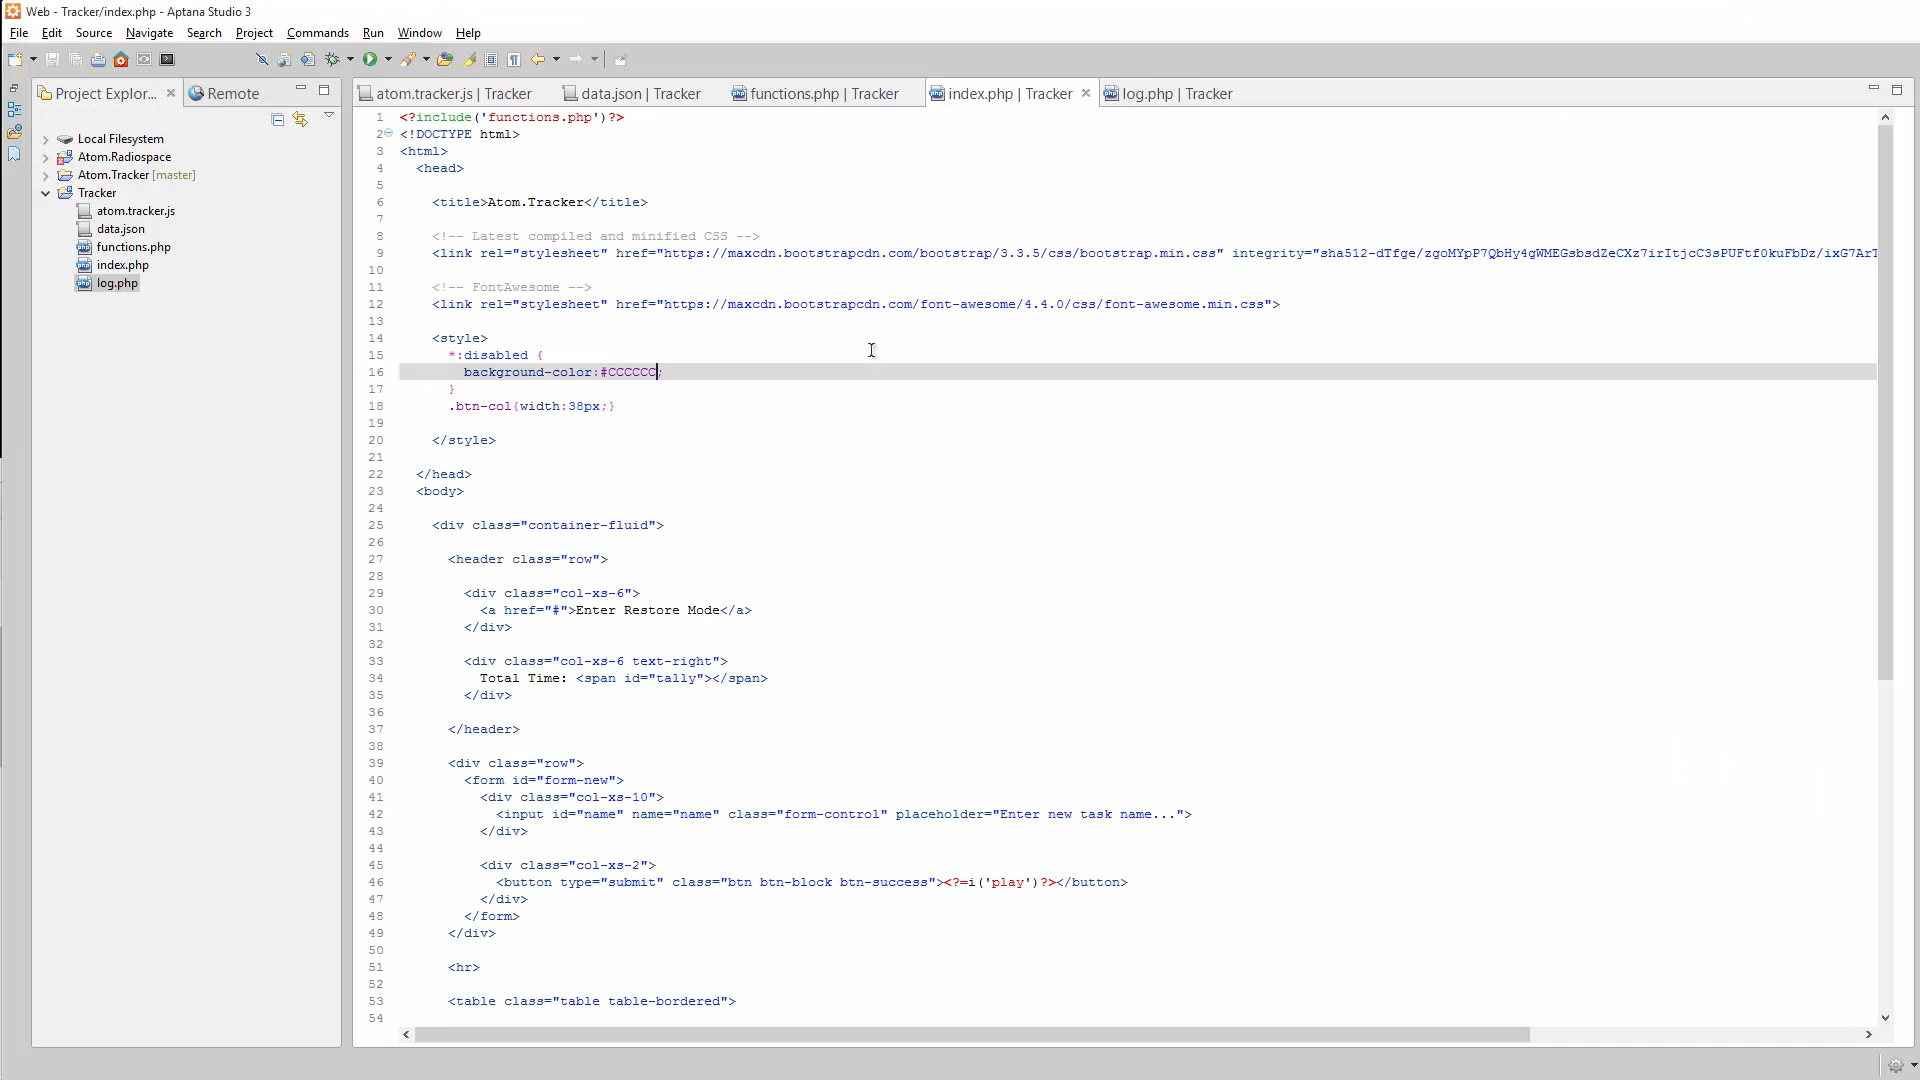 Web - Tracker/index.php - Aptana Studio 3
File Edit Source Navigate Search Project Commands Run Window Help
Project Explor... Remote
atom.tracker.js | Tracker data.json | Tracker functions.php | Tracker index.php | Tracker log.php | Tracker
Local Filesystem
Atom.Radiospace
Atom.Tracker [master]
Tracker
atom.tracker.js
data.json
functions.php
index.php
log.php
1 <?include('functions.php')?>
2 <!DOCTYPE html>
3 <html>
4 <head>
5
6 <title>Atom.Tracker</title>
7
8 <!-- Latest compiled and minified CSS -->
9 <link rel="stylesheet" href="https://maxcdn.bootstrapcdn.com/bootstrap/3.3.5/css/bootstrap.min.css" integrity="sha512-dTfge/zgoMYpP7QbHy4gWMEGsbsdZeCXz7irItjcC3sPUFtf0kuFbDz/ixG7ArT
10
11 <!-- FontAwesome -->
12 <link rel="stylesheet" href="https://maxcdn.bootstrapcdn.com/font-awesome/4.4.0/css/font-awesome.min.css">
13
14 <style>
15 *:disabled {
16 background-color:#CCCCCC;
17 }
18 .btn-col{width:38px;}
19
20 </style>
21
22 </head>
23 <body>
24
25 <div class="container-fluid">
26
27 <header class="row">
28
29 <div class="col-xs-6">
30 <a href="#">Enter Restore Mode</a>
31 </div>
32
33 <div class="col-xs-6 text-right">
34 Total Time: <span id="tally"></span>
35 </div>
36
37 </header>
38
39 <div class="row">
40 <form id="form-new">
41 <div class="col-xs-10">
42 <input id="name" name="name" class="form-control" placeholder="Enter new task name...">
43 </div>
44
45 <div class="col-xs-2">
46 <button type="submit" class="btn btn-block btn-success"><?=i('play')?></button>
47 </div>
48 </form>
49 </div>
50
51 <hr>
52
53 <table class="table table-bordered">
54